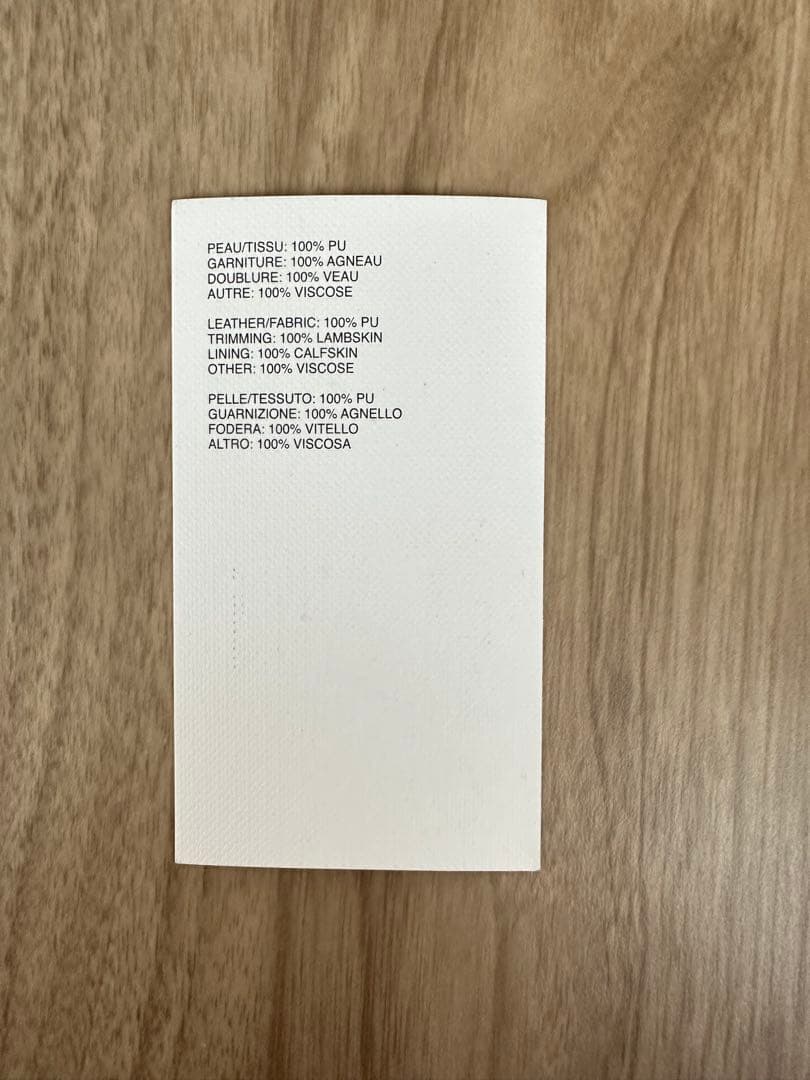 PEAU/TISSU: 100% PU
GARNITURE: 100% AGNEAU
DOUBLURE: 100% VEAU
AUTRE: 100% VISCOSE
LEATHER/FABRIC: 100% PU
TRIMMING: 100% LAMBSKIN
LINING: 100% CALFSKIN
OTHER: 100% VISCOSE
PELLE/TESSUTO: 100% PU
GUARNIZIONE: 100% AGNELLO
FODERA: 100% VITELLO
ALTRO: 100% VISCOSA